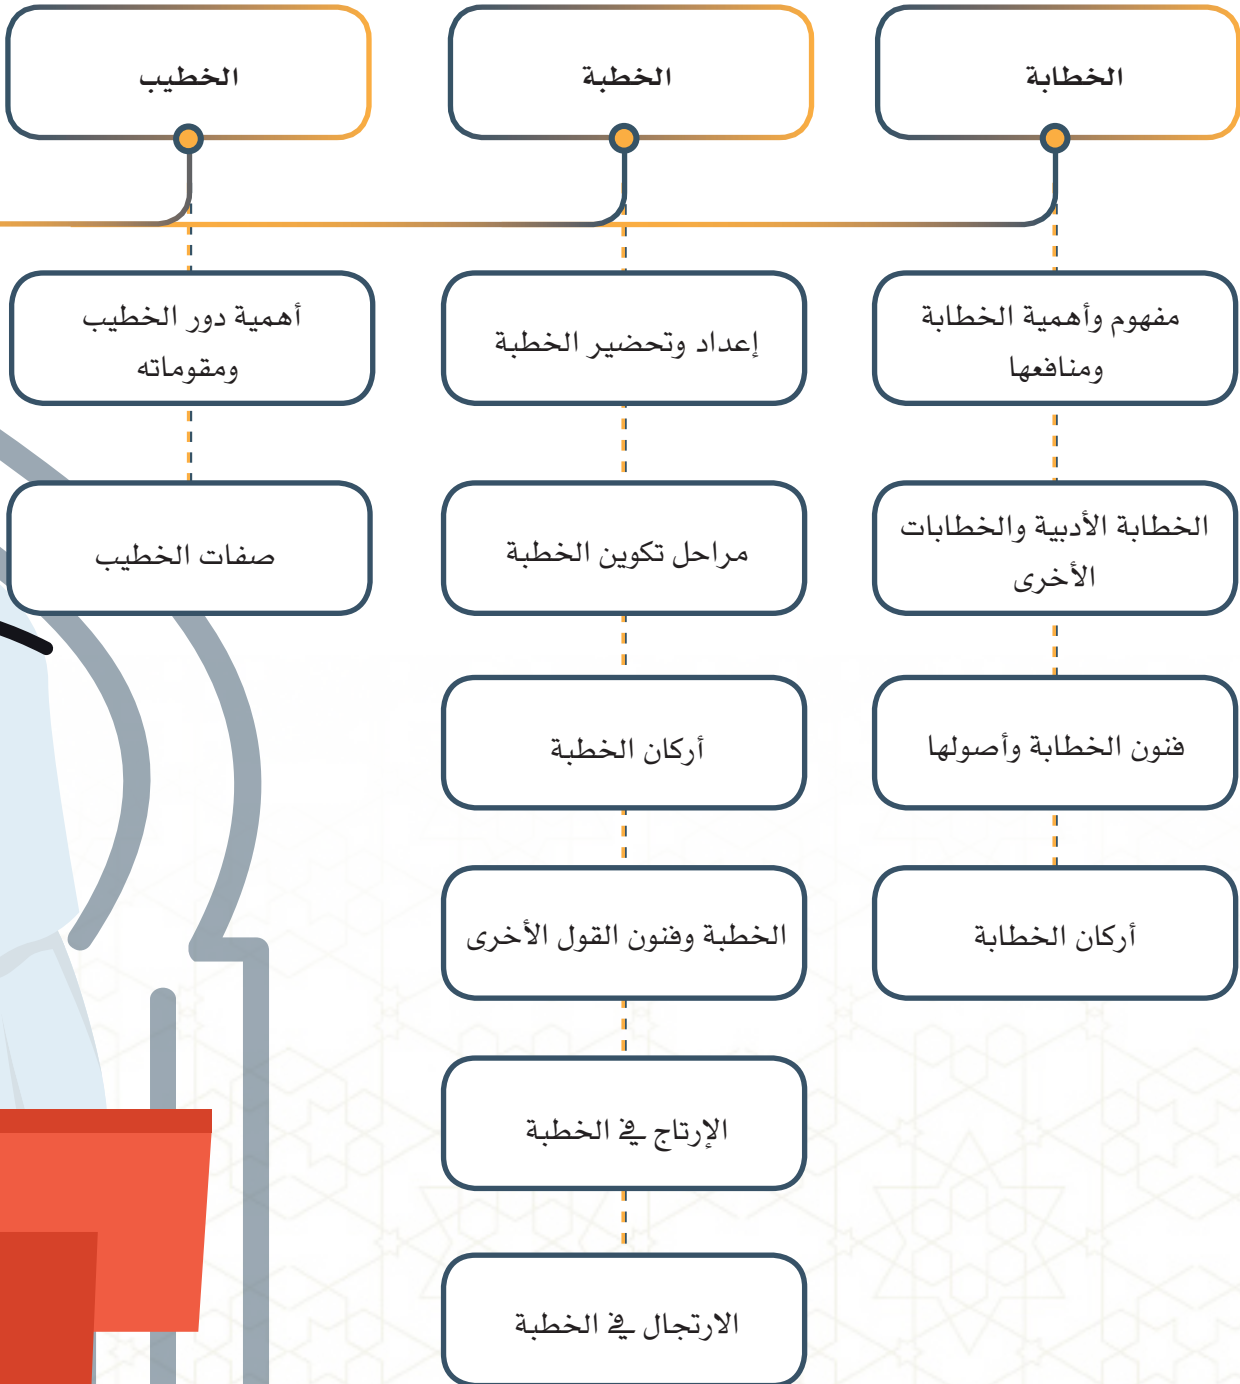 الخطابة
مفهوم وأهمية الخطابة
ومنافعها
الخطابة الأدبية والخطابات
الأخرى
فنون الخطابة وأصولها
أركان الخطابة
الخطبة
إعداد وتحضير الخطبة
مراحل تكوين الخطبة
أركان الخطبة
الخطبة وفنون القول الأخرى
الإرتاج في الخطبة
الارتجال في الخطبة
الخطيب
أهمية دور الخطيب
ومقوماته
صفات الخطيب